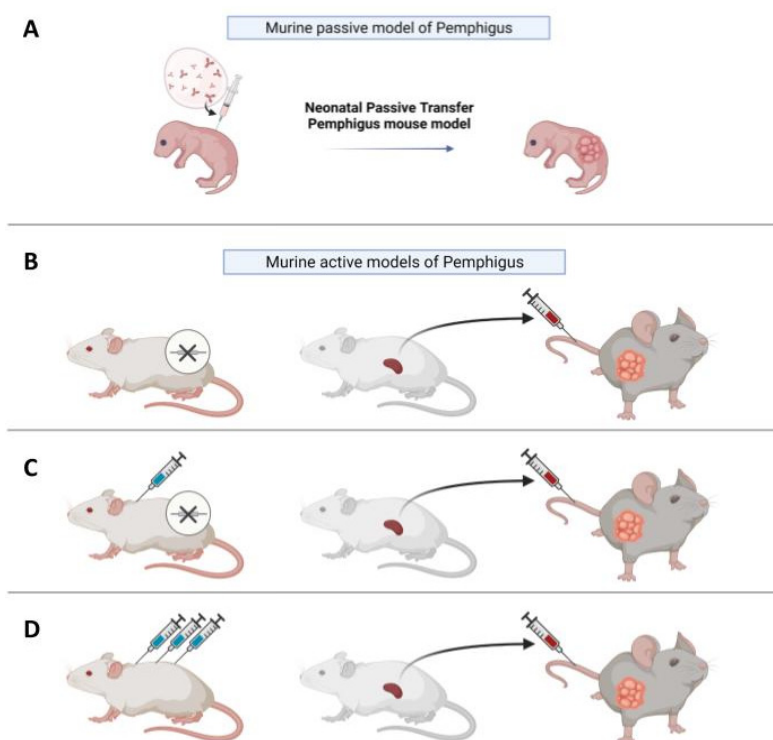 A
Murine passive model of Pemphigus
Neonatal Passive Transfer
Pemphigus mouse model
B
Murine active models of Pemphigus
C
D